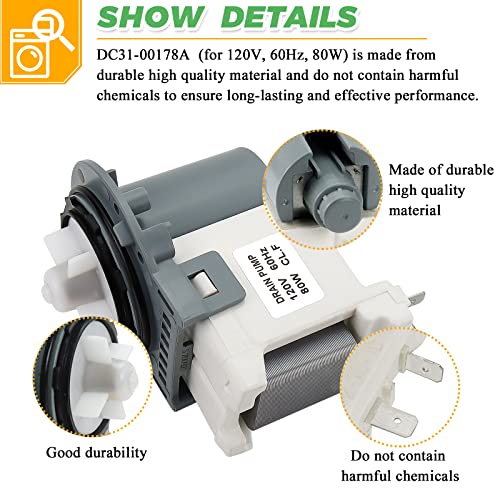 SHOW DETAILS
DC31-00178A (for 120V, 60Hz, 80W) is made from
durable high quality material and do not contain harmful
chemicals to ensure long-lasting and effective performance.
Made of durable
high quality
material
DRAIN PUMP
120V 60Hz
80W
CL.F
Good durability
Do not contain
harmful chemicals